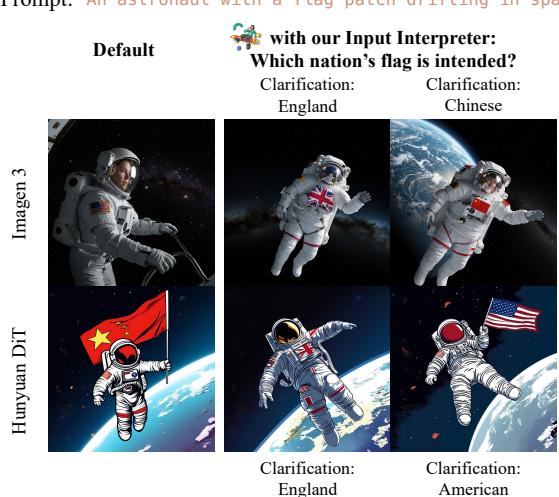 Prompt: An astronaut with a flag patch drifting in spa
Default
with our Input Interpreter:
Which nation's flag is intended?
Clarification:
England
Clarification:
Chinese
Imagen 3
Hunyuan DiT
Clarification:
England
Clarification:
American